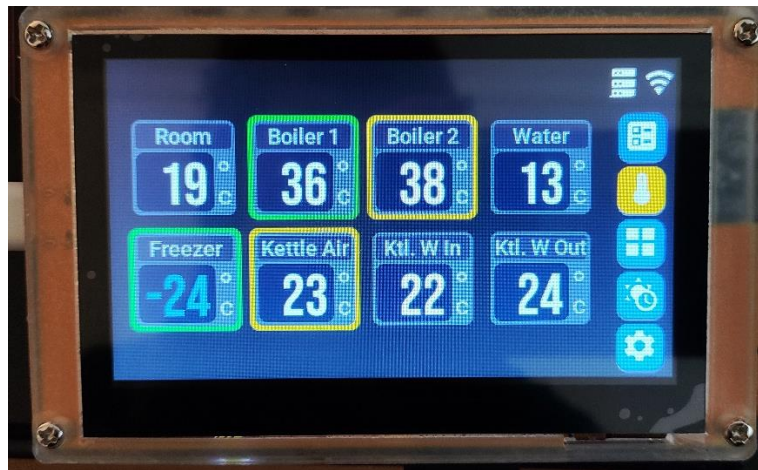 Room Boiler 1 Boiler 2 Water
19 °C 36 °C 38 °C 13 °C
Freezer Kettle Air Ktl. W In Ktl. W Out
-24 °C 23 °C 22 °C 24 °C